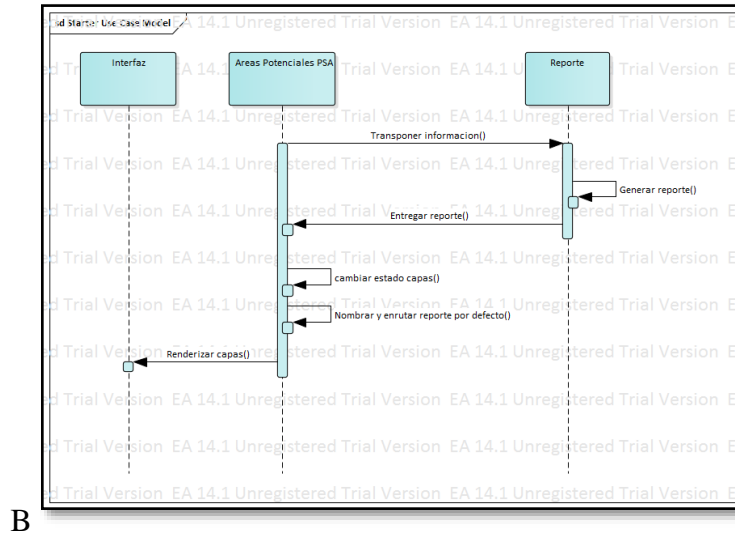 sd Starter Use Case Model
Interfaz
Areas Potenciales PSA
Reporte
Transponer informacion()
Generar reporte()
Entregar reporte()
cambiar estado capas()
Nombrar y enrutar reporte por defecto()
Renderizar capas()
EA 14.1 Unregistered Trial Version
B